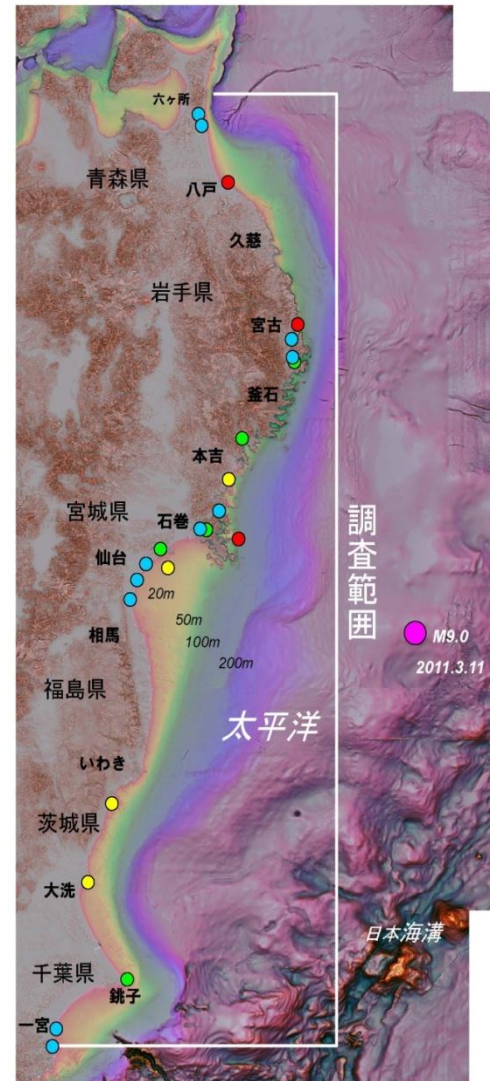 六ヶ所
青森県
八戸
久慈
岩手県
宮古
釜石
本吉
宮城県
石巻
仙台
調査範囲
20m
50m
相馬
100m
200m
M9.0
2011.3.11
福島県
太平洋
いわき
茨城県
大洗
日本海溝
千葉県
銚子
一宮